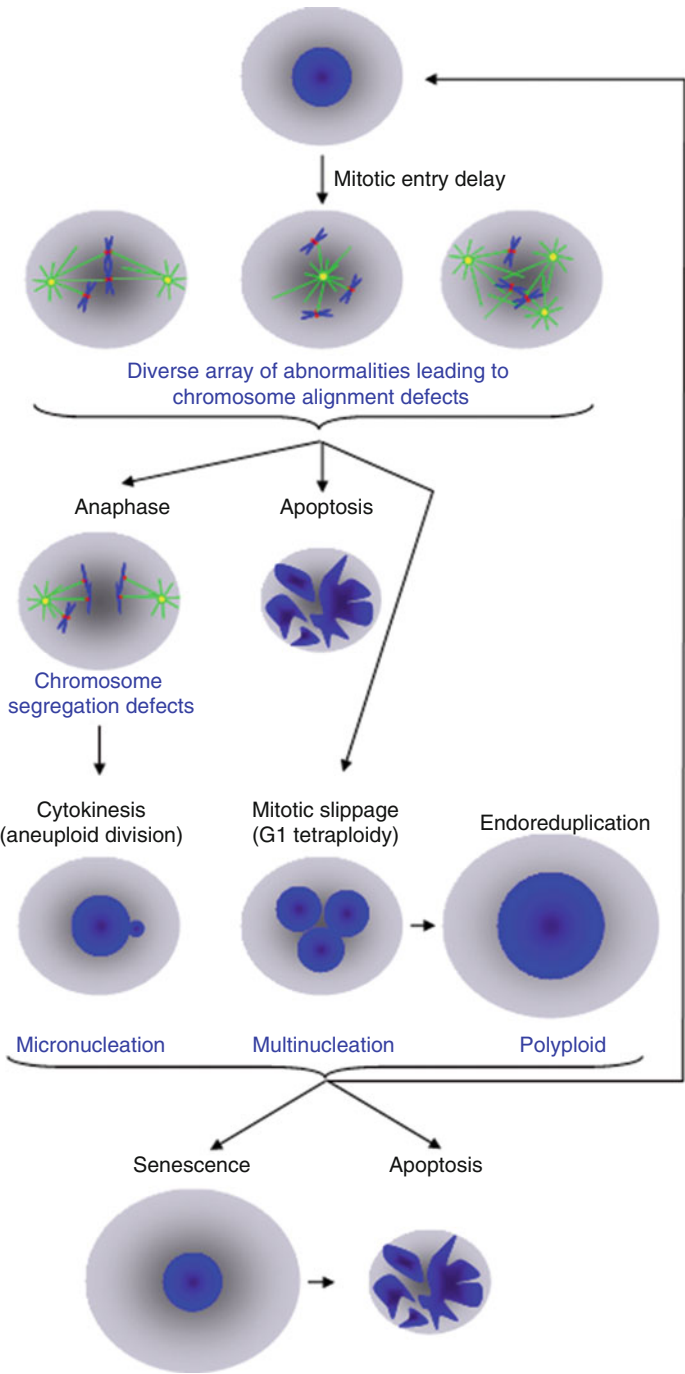 Mitotic entry delay
Diverse array of abnormalities leading to
chromosome alignment defects
Anaphase
Apoptosis
Chromosome
segregation defects
Cytokinesis
(aneuploid division)
Mitotic slippage
(G1 tetraploidy)
Endoreduplication
Micronucleation
Multinucleation
Polyploid
Senescence
Apoptosis